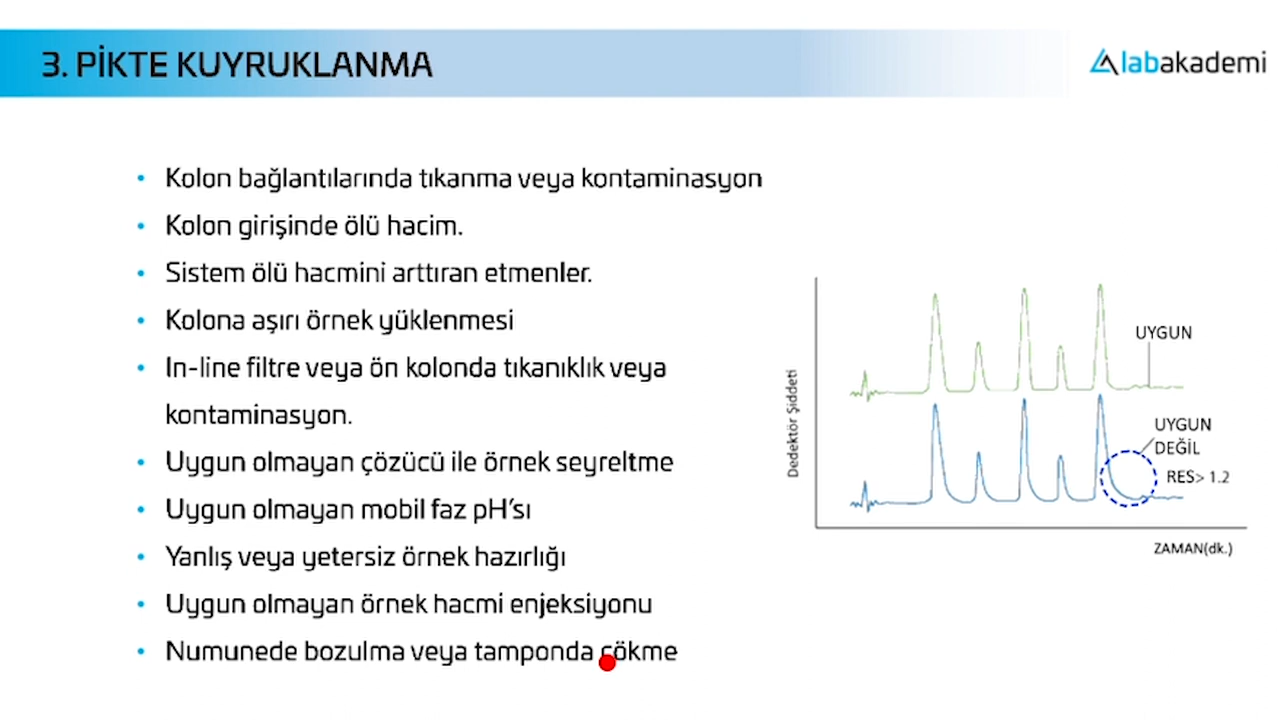 3. PİKTE KUYRUKLANMA
labakademi
• Kolon bağlantılarında tıkanma veya kontaminasyon
• Kolon girişinde ölü hacim.
• Sistem ölü hacmini arttıran etmenler.
• Kolona aşırı örnek yüklenmesi
• In-line filtre veya ön kolonda tıkanıklık veya
kontaminasyon.
• Uygun olmayan çözücü ile örnek seyreltme
• Uygun olmayan mobil faz pH’sı
• Yanlış veya yetersiz örnek hazırlığı
• Uygun olmayan örnek hacmi enjeksiyonu
• Numunede bozulma veya tamponda çökme
Dedektör Şiddeti
UYGUN
UYGUN
DEĞİL
RES> 1.2
ZAMAN(dk.)